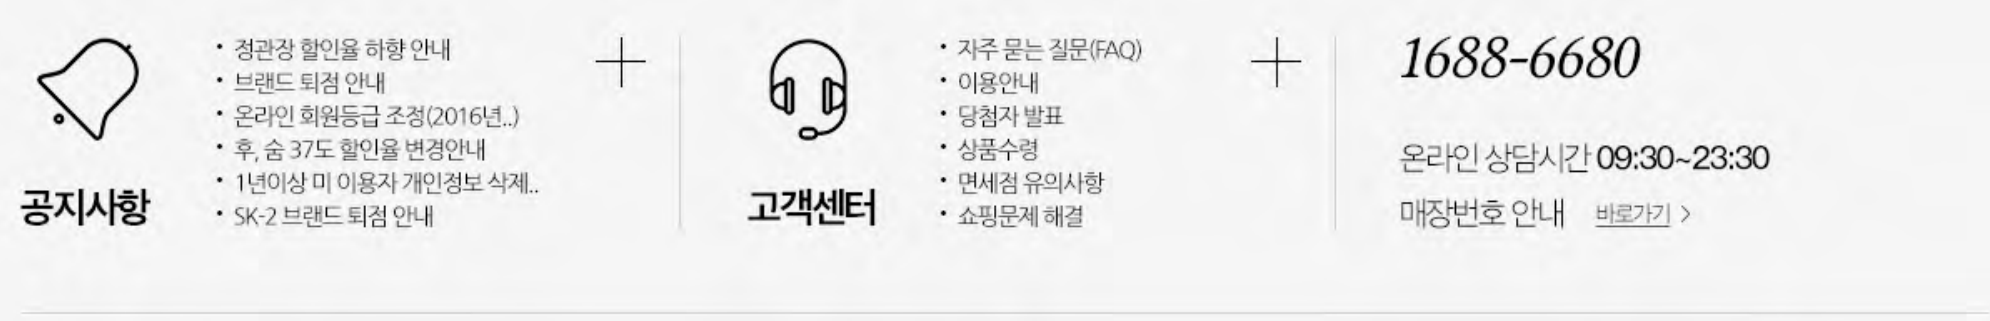 공지사항
• 정관장 할인율 하향 안내
• 브랜드 퇴점 안내
• 온라인 회원등급 조정(2016년..)
• 후, 숨 37도 할인율 변경안내
• 1년이상 미 이용자 개인정보 삭제..
• SK-2 브랜드 퇴점 안내
고객센터
• 자주 묻는 질문(FAQ)
• 이용안내
• 당첨자 발표
• 상품수령
• 면세점 유의사항
• 쇼핑문제 해결
1688-6680
온라인 상담시간 09:30~23:30
매장번호 안내 바로가기 >